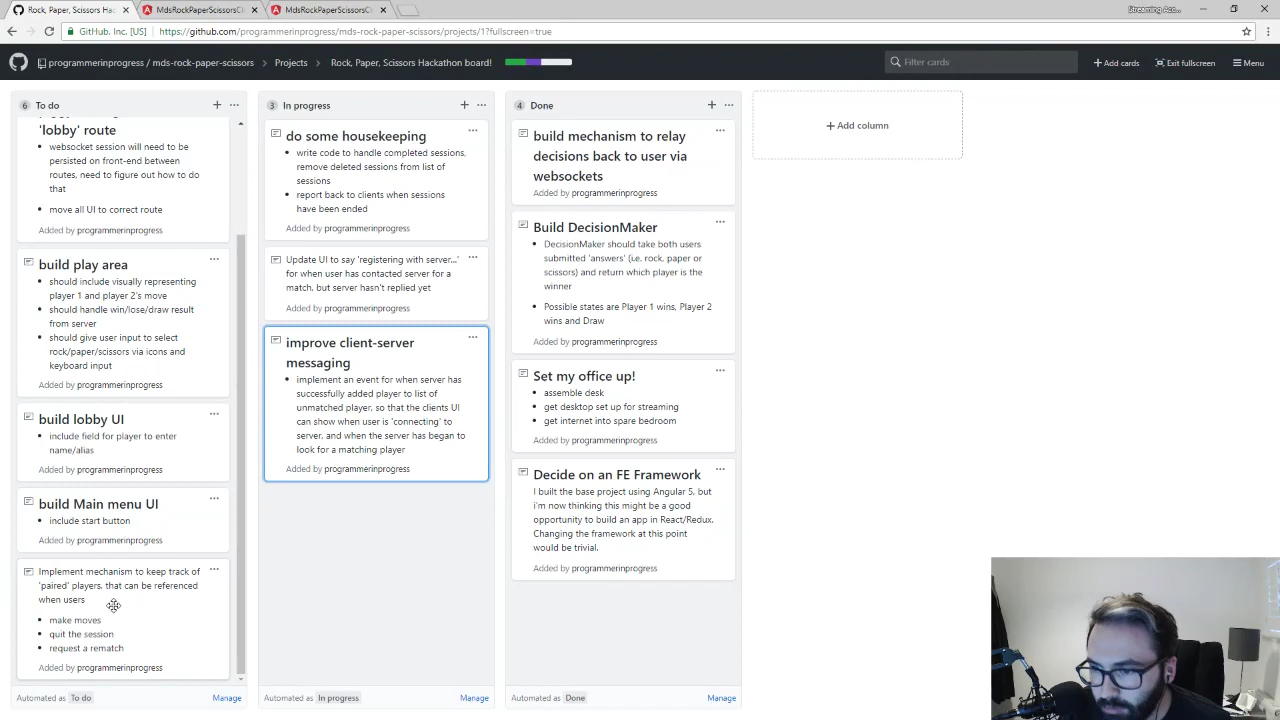 Rock, Paper, Scissors Hac
MdsRockPaperScissorsCl
MdsRockPaperScissorsCl
Streaming Acc...
GitHub, Inc. [US]
https://github.com/programmerinprogress/mds-rock-paper-scissors/projects/1?fullscreen=true
programmerinprogress / mds-rock-paper-scissors
Projects
Rock, Paper, Scissors Hackathon board!
Filter cards
Add cards
Exit fullscreen
Menu
6 To do
'lobby' route
websocket session will need to be
persisted on front-end between
routes, need to figure out how to do
that
move all UI to correct route
Added by programmerinprogress
build play area
should include visually representing
player 1 and player 2's move
should handle win/lose/draw result
from server
should give user input to select
rock/paper/scissors via icons and
keyboard input
Added by programmerinprogress
build lobby UI
include field for player to enter
name/alias
Added by programmerinprogress
build Main menu UI
include start button
Added by programmerinprogress
Implement mechanism to keep track of
'paired' players, that can be referenced
when users
make moves
quit the session
request a rematch
Added by programmerinprogress
Automated as To do
Manage
3 In progress
do some housekeeping
write code to handle completed sessions,
remove deleted sessions from list of
sessions
report back to clients when sessions
have been ended
Added by programmerinprogress
Update UI to say 'registering with server...'
for when user has contacted server for a
match, but server hasn't replied yet
Added by programmerinprogress
improve client-server
messaging
implement an event for when server has
successfully added player to list of
unmatched player, so that the clients UI
can show when user is 'connecting' to
server, and when the server has began to
look for a matching player
Added by programmerinprogress
Automated as In progress
Manage
4 Done
build mechanism to relay
decisions back to user via
websockets
Added by programmerinprogress
Build DecisionMaker
DecisionMaker should take both users
submitted 'answers' (i.e. rock, paper or
scissors) and return which player is the
winner
Possible states are Player 1 wins, Player 2
wins and Draw
Added by programmerinprogress
Set my office up!
assemble desk
get desktop set up for streaming
get internet into spare bedroom
Added by programmerinprogress
Decide on an FE Framework
I built the base project using Angular 5, but
i'm now thinking this might be a good
opportunity to build an app in React/Redux.
Changing the framework at this point
would be trivial.
Added by programmerinprogress
Automated as Done
Manage
Add column